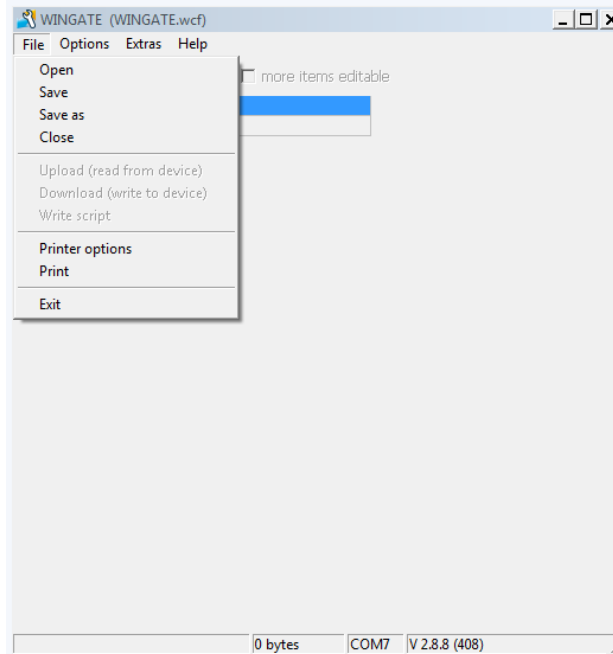 WINGATE (WINGATE.wcf)
File Options Extras Help
Open
more items editable
Save
Save as
Close
Upload (read from device)
Download (write to device)
Write script
Printer options
Print
Exit
0 bytes COM7 V 2.8.8 (408)